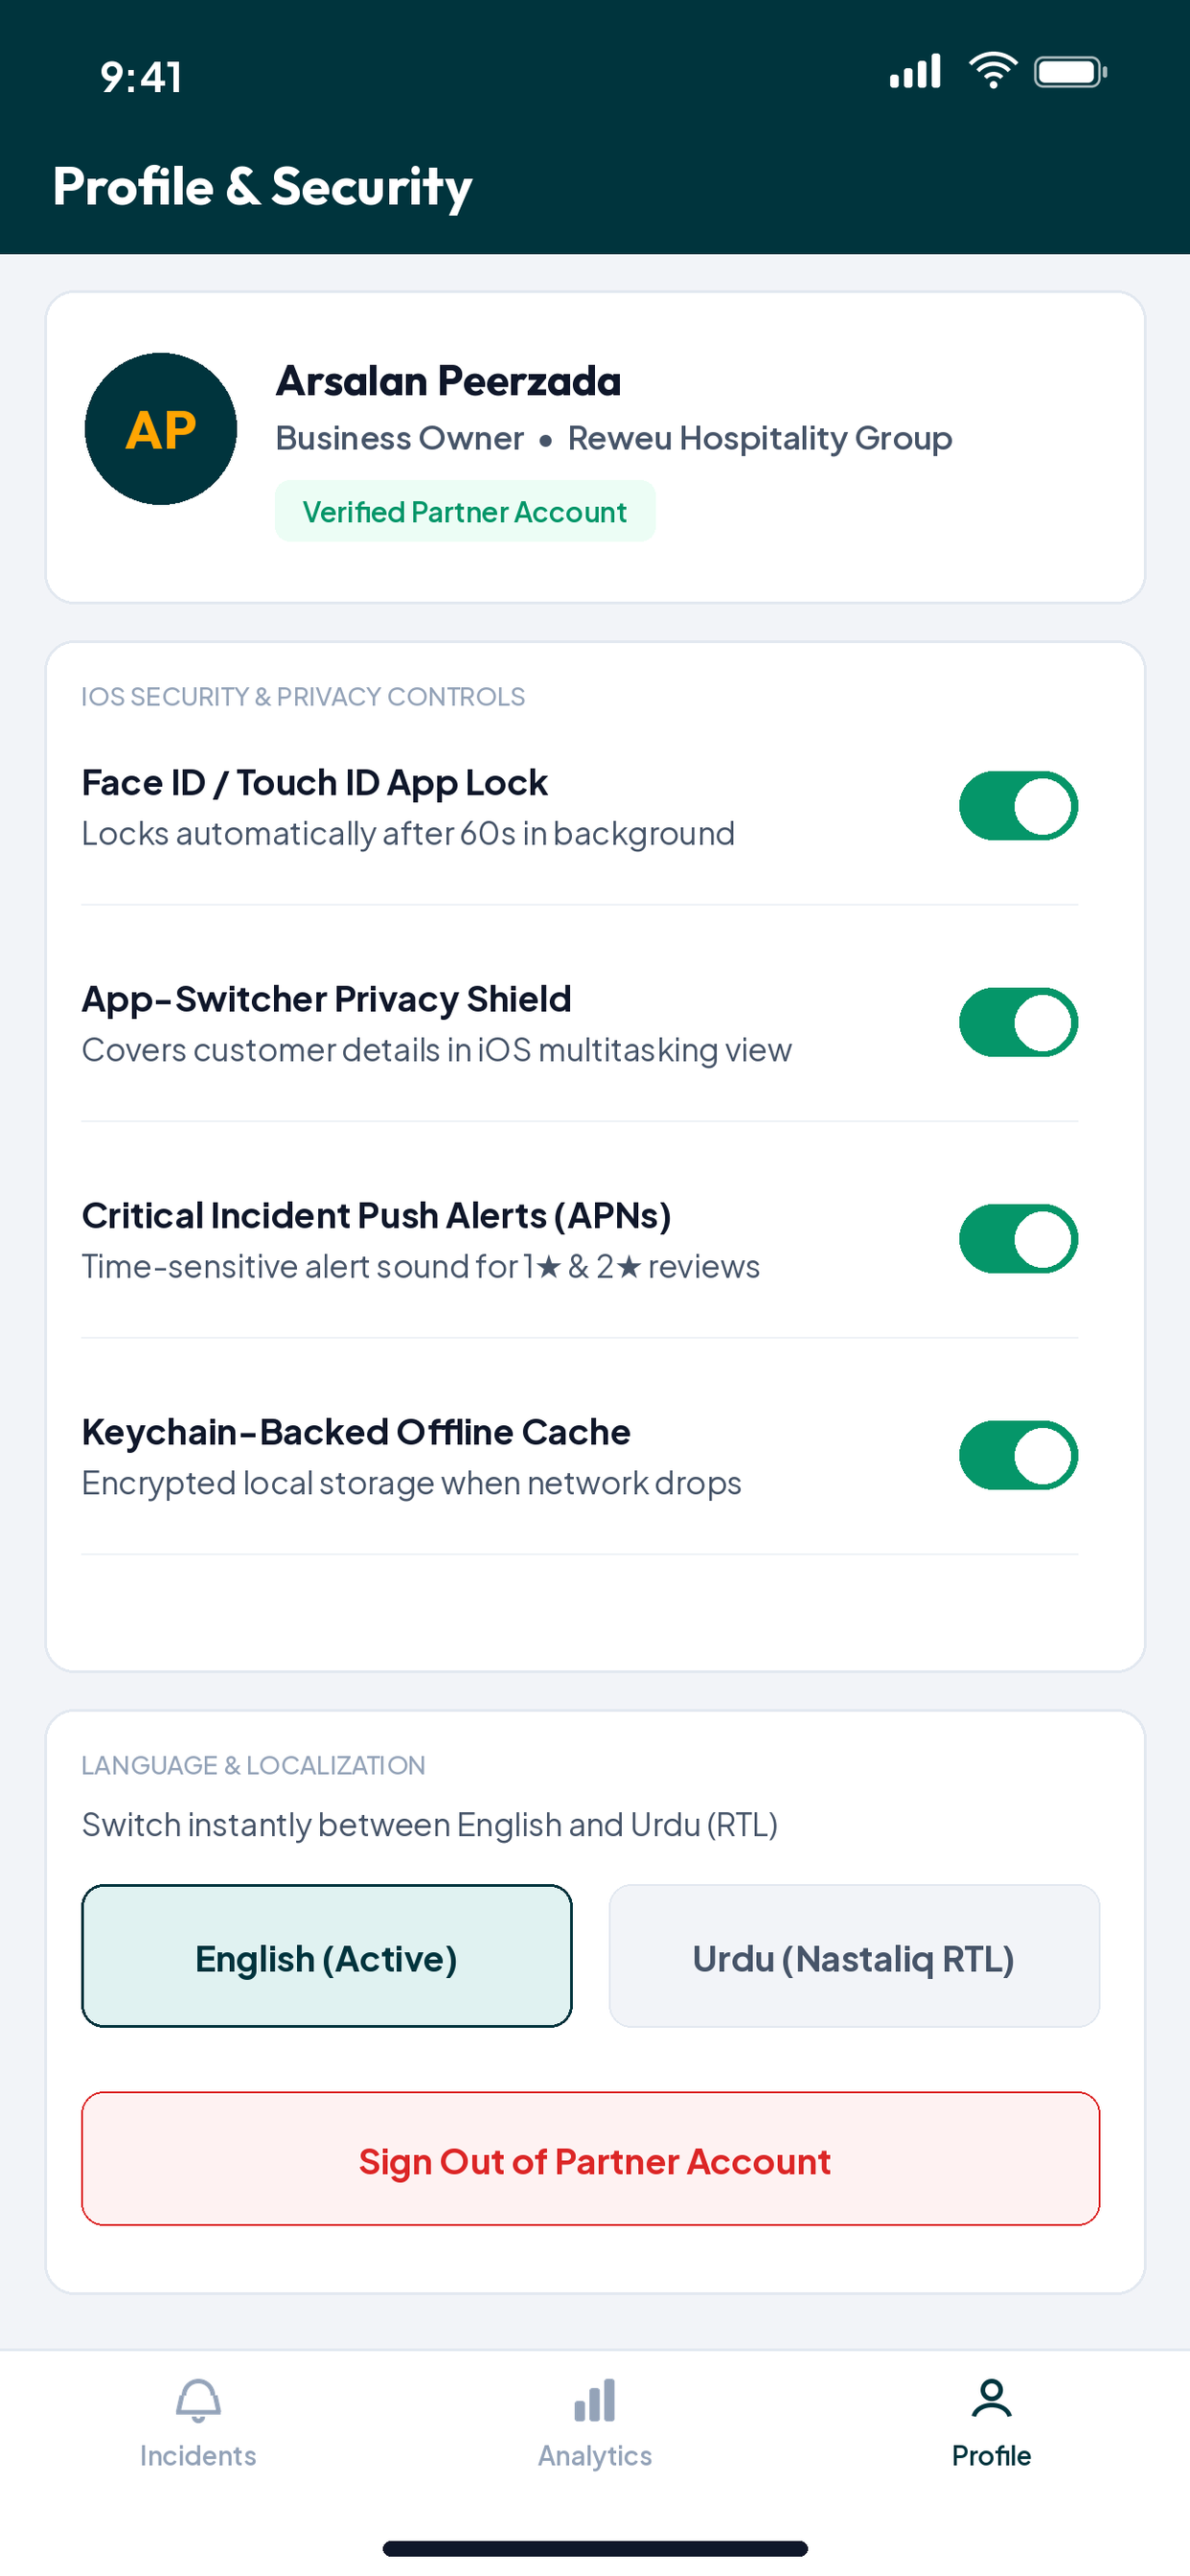 9:41
Profile & Security
AP
Arsalan Peerzada
Business Owner • Reweu Hospitality Group
Verified Partner Account
IOS SECURITY & PRIVACY CONTROLS
Face ID / Touch ID App Lock
Locks automatically after 60s in background
App-Switcher Privacy Shield
Covers customer details in iOS multitasking view
Critical Incident Push Alerts (APNs)
Time-sensitive alert sound for 1★ & 2★ reviews
Keychain-Backed Offline Cache
Encrypted local storage when network drops
LANGUAGE & LOCALIZATION
Switch instantly between English and Urdu (RTL)
English (Active)
Urdu (Nastaliq RTL)
Sign Out of Partner Account
Incidents
Analytics
Profile